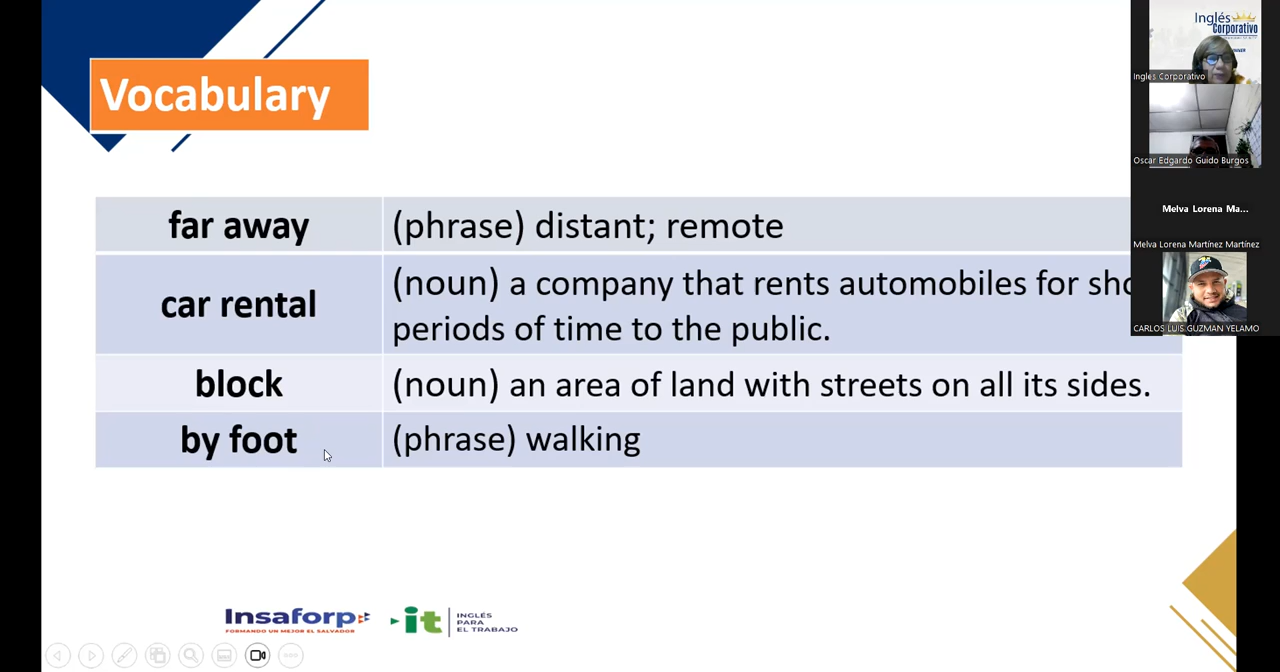 Vocabulary
far away
(phrase) distant; remote
car rental
(noun) a company that rents automobiles for
periods of time to the public.
block
(noun) an area of land with streets on all its sides.
by foot
(phrase) walking
Insaforp
FORMANDO UN MEJOR EL SALVADOR
it
INGLÉS
PARA
EL TRABAJO
Inglés
Corporativo
Ingles Corporativo
Oscar Edgardo Guido Burgos
Melva Lorena Ma...
Melva Lorena Martínez Martínez
CARLOS LUIS GUZMAN YELAMO